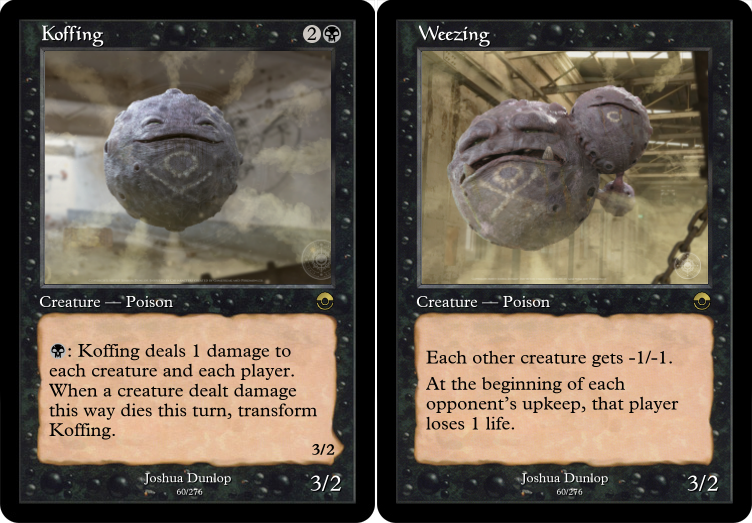 Koffing
2
Creature — Poison
: Koffing deals 1 damage to
each creature and each player.
When a creature dealt damage
this way dies this turn, transform
Koffing.
3/2
Joshua Dunlop
60/276
3/2
Weezing
Creature — Poison
Each other creature gets -1/-1.
At the beginning of each
opponent's upkeep, that player
loses 1 life.
Joshua Dunlop
60/276
3/2